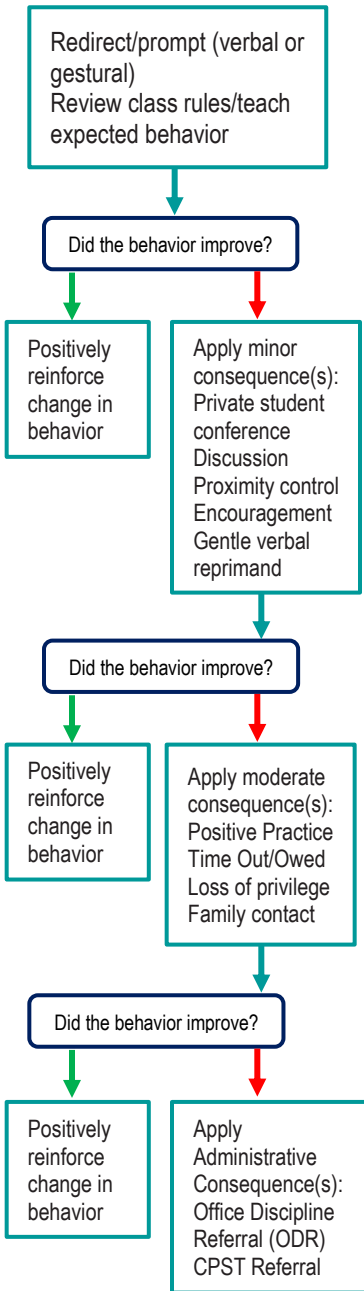 Redirect/prompt (verbal or
gestural)
Review class rules/teach
expected behavior
Did the behavior improve?
Positively
reinforce
change in
behavior
Apply minor
consequence(s):
Private student
conference
Discussion
Proximity control
Encouragement
Gentle verbal
reprimand
Did the behavior improve?
Positively
reinforce
change in
behavior
Apply moderate
consequence(s):
Positive Practice
Time Out/Owed
Loss of privilege
Family contact
Did the behavior improve?
Positively
reinforce
change in
behavior
Apply
Administrative
Consequence(s):
Office Discipline
Referral (ODR)
CPST Referral